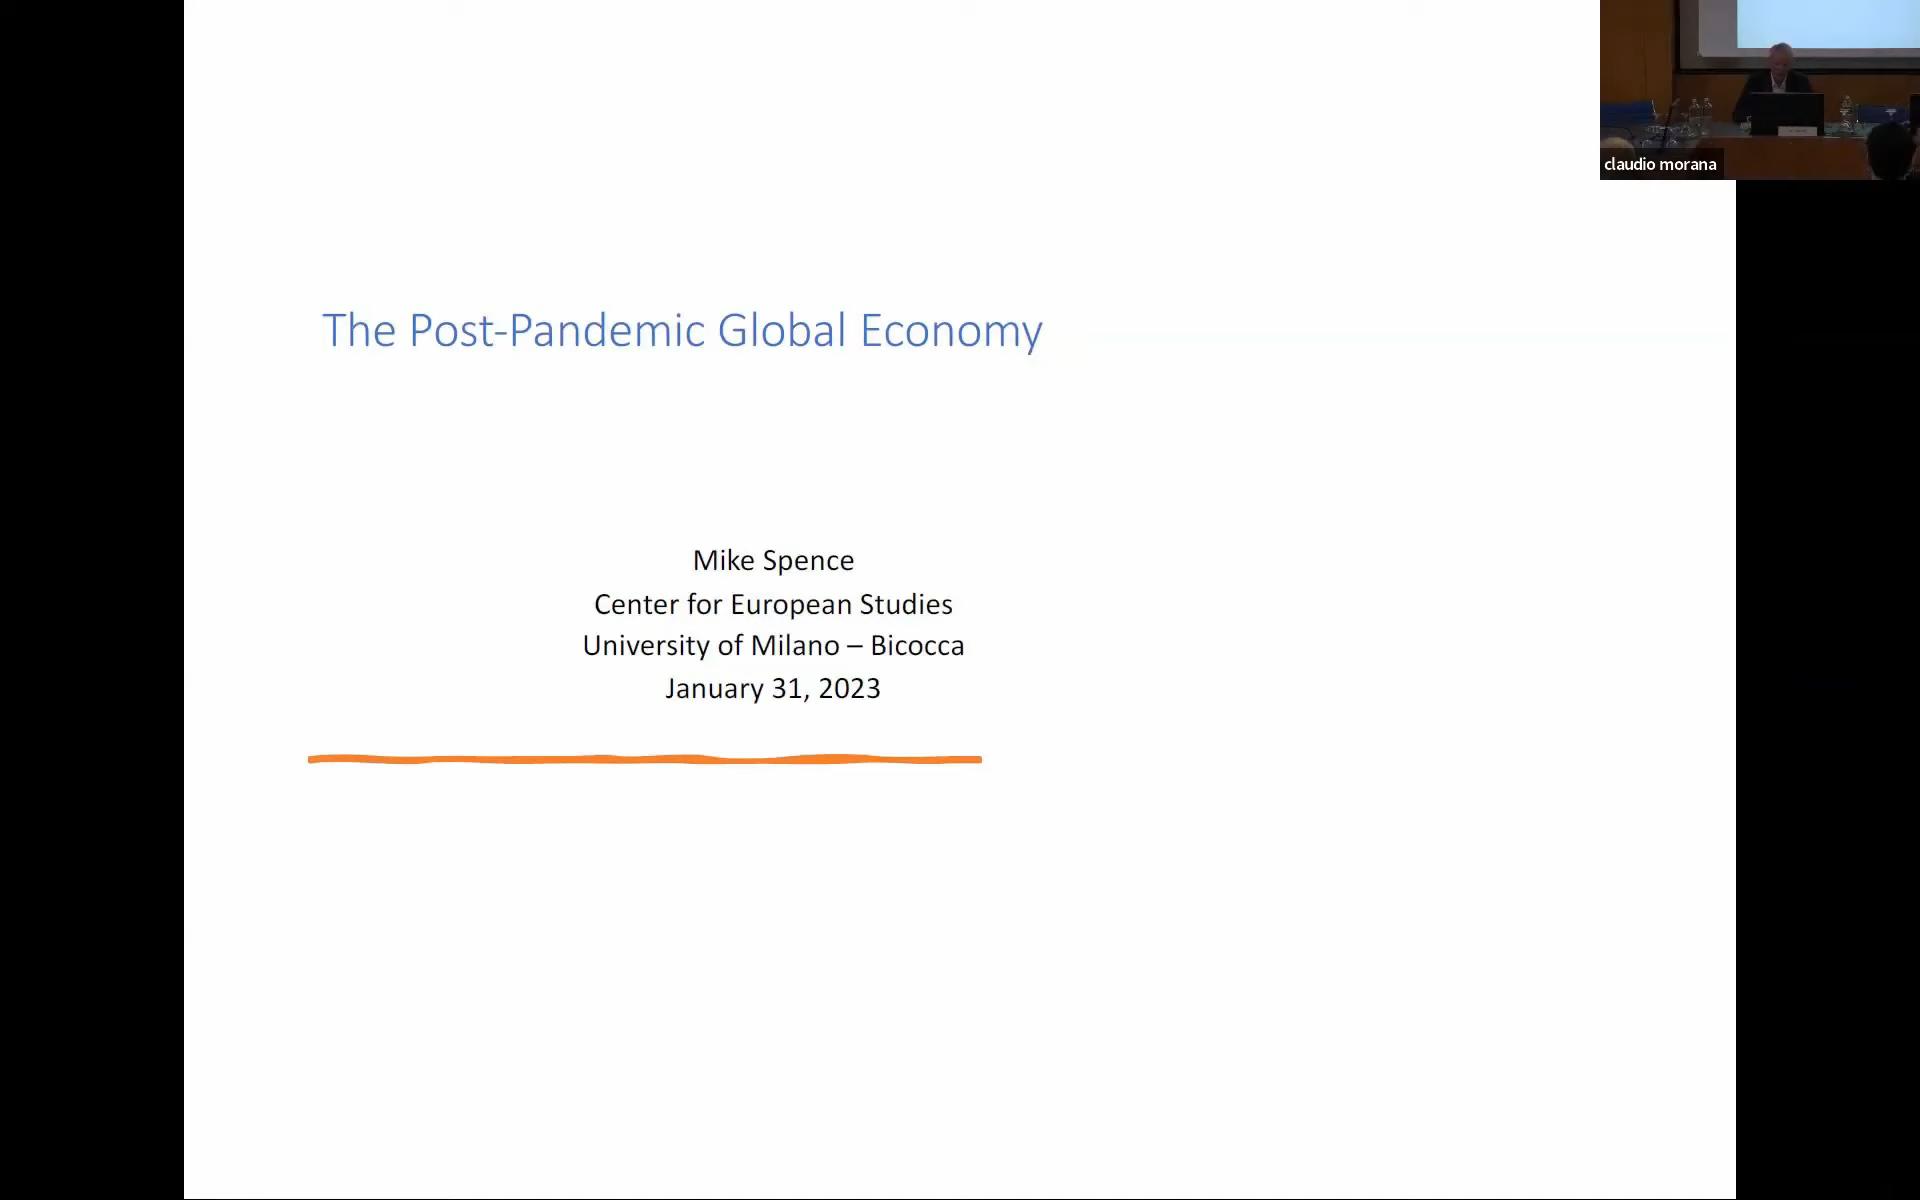 The Post-Pandemic Global Economy
Mike Spence
Center for European Studies
University of Milano – Bicocca
January 31, 2023
claudio morana